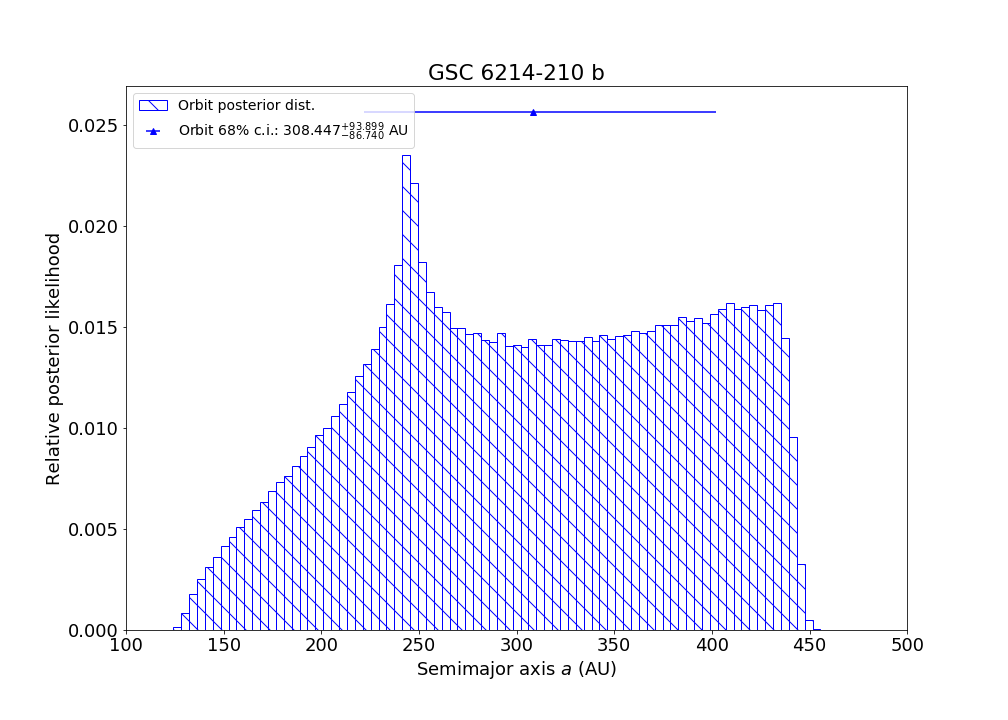 GSC 6214-210 b
Orbit posterior dist.
Orbit 68% c.i.: 308.447+93.899 −86.740 AU
Relative posterior likelihood
0.025
0.020
0.015
0.010
0.005
0.000
100 150 200 250 300 350 400 450 500
Semimajor axis a (AU)